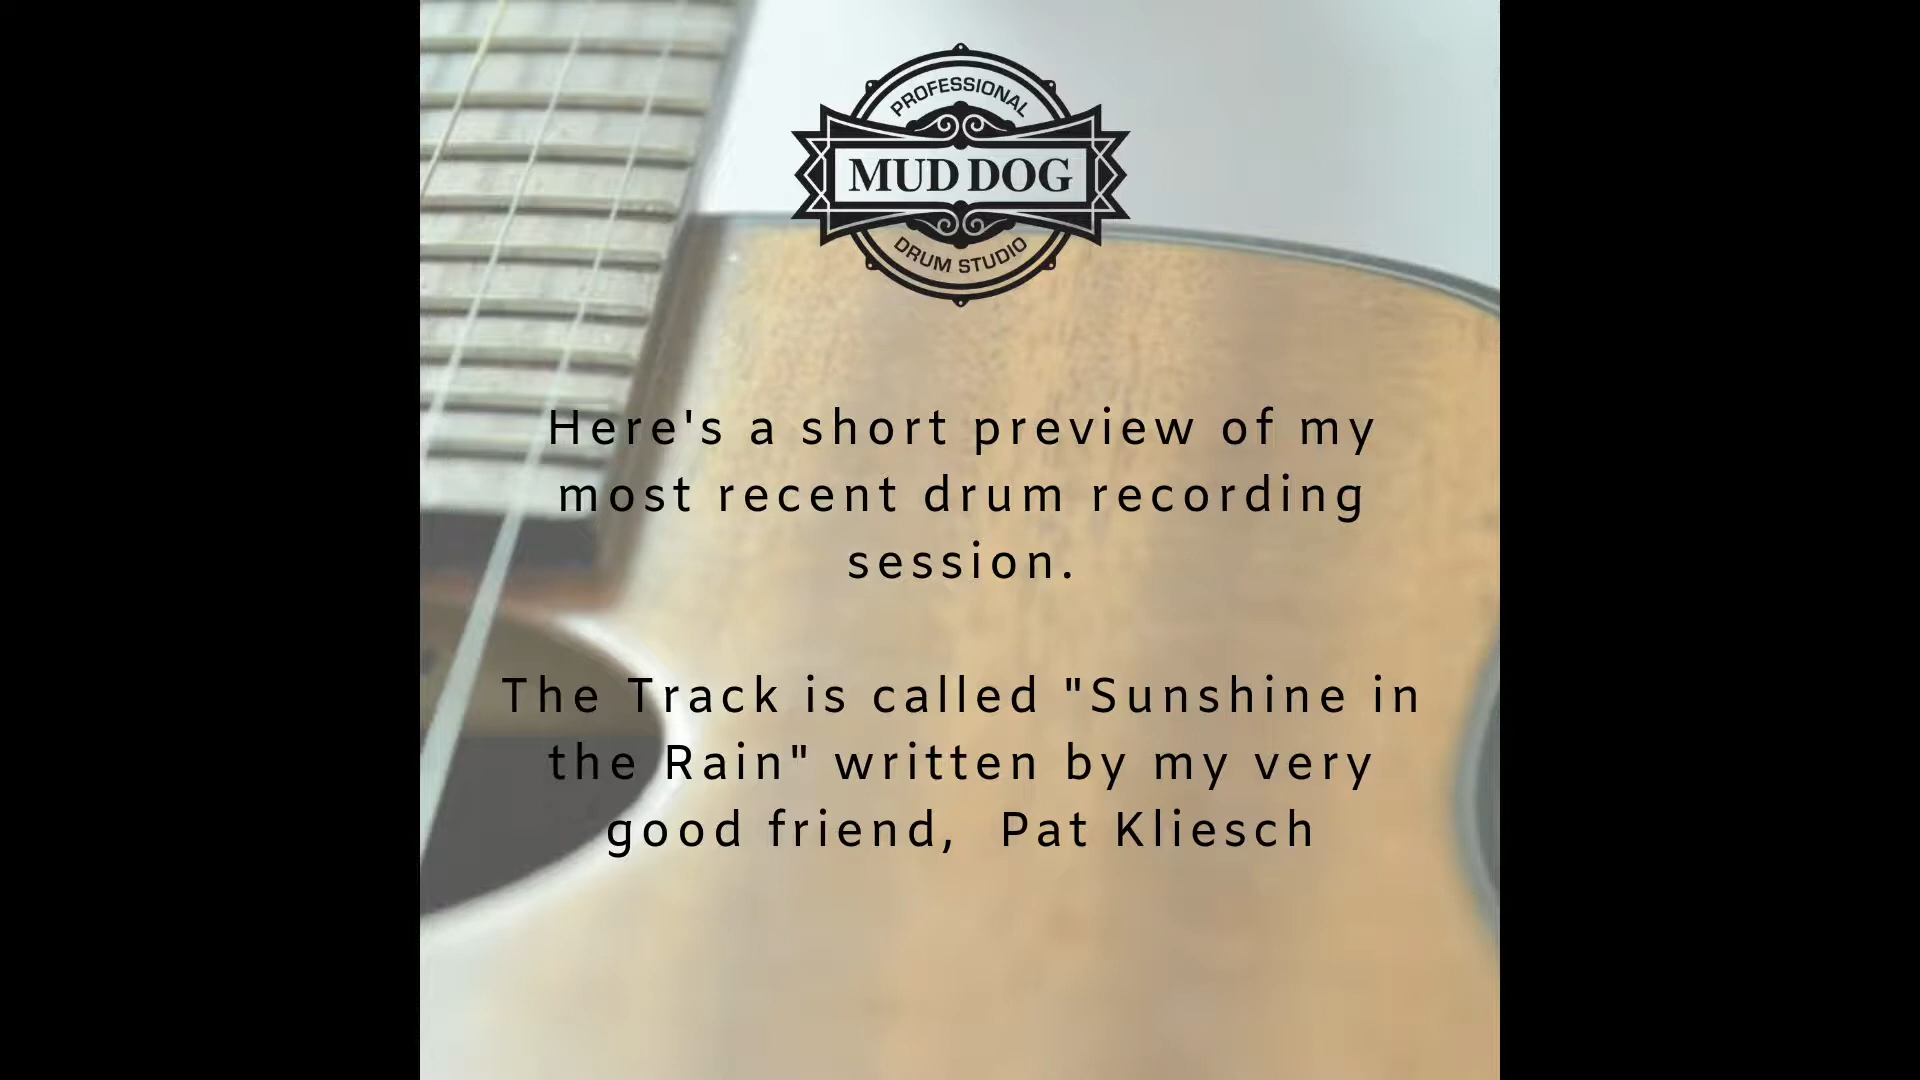 PROFESSIONAL
MUD DOG
DRUM STUDIO
Here's a short preview of my
most recent drum recording
session.
The Track is called "Sunshine in
the Rain" written by my very
good friend,  Pat Kliesch